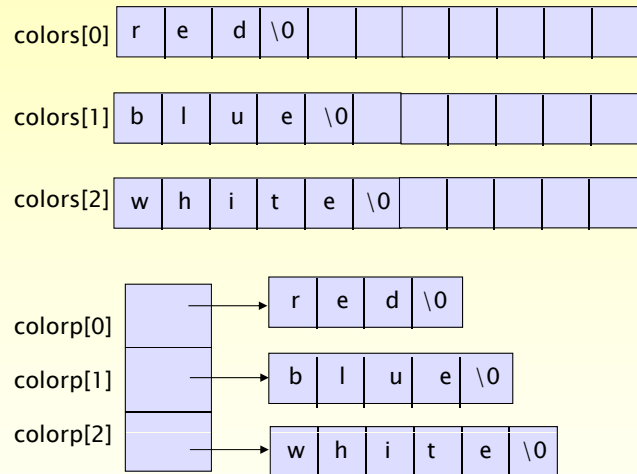 colors[0] r e d \0
colors[1] b l u e \0
colors[2] w h i t e \0
r e d \0
colorp[0]
b l u e \0
colorp[1]
colorp[2]
w h i t e \0